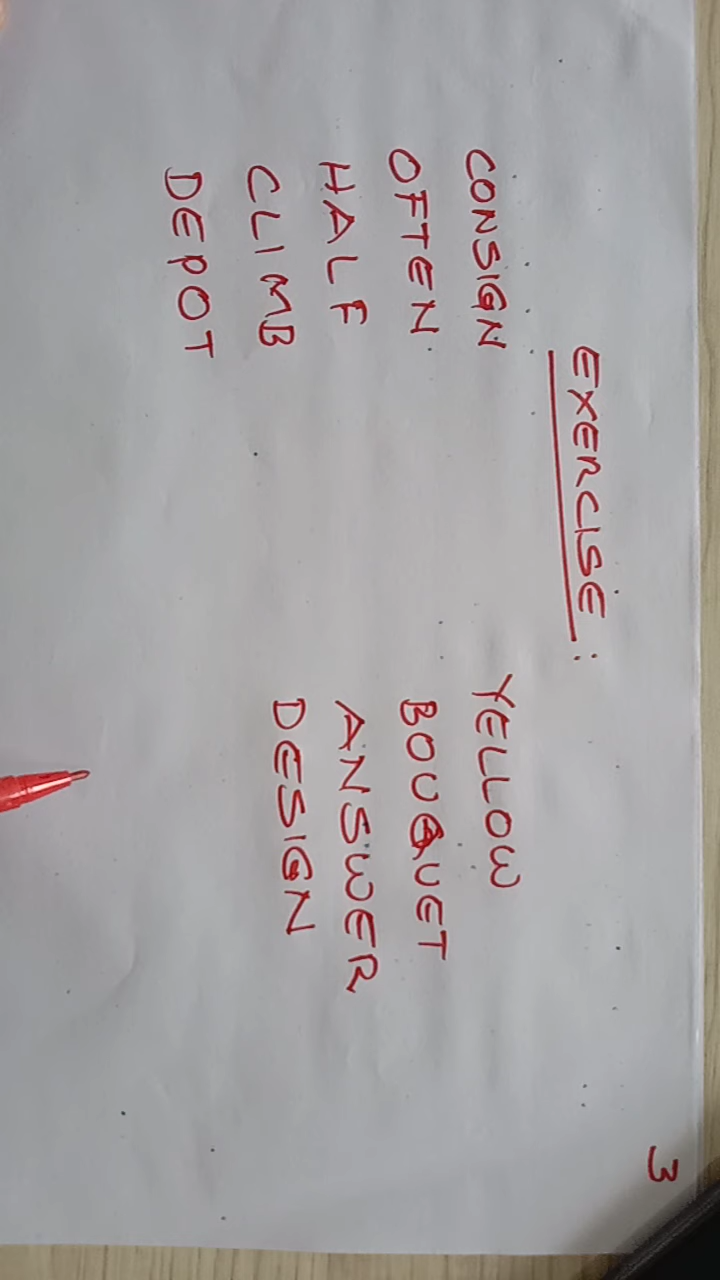 3
EXERCISE :
CONSIGN YELLOW
OFTEN BOUQUET
HALF ANSWER
CLIMB DESIGN
DEPOT